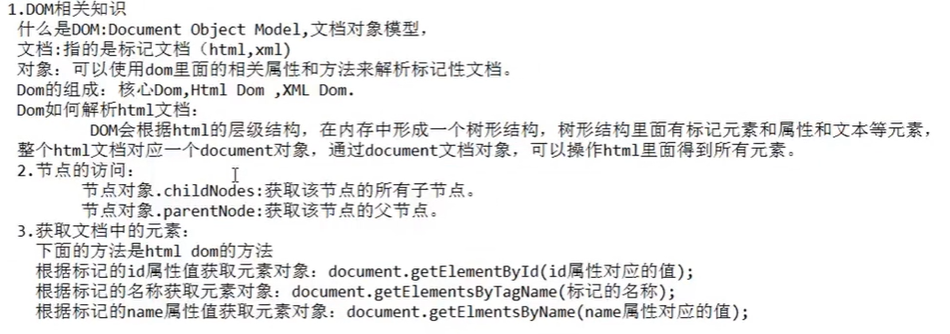 1.DOM相关知识
什么是DOM:Document Object Model,文档对象模型，
文档:指的是标记文档（html,xml)
对象：可以使用dom里面的相关属性和方法来解析标记性文档。
Dom的组成：核心Dom,Html Dom ,XML Dom.
Dom如何解析html文档：
DOM会根据html的层级结构，在内存中形成一个树形结构，树形结构里面有标记元素和属性和文本等元素，
整个html文档对应一个document对象，通过document文档对象，可以操作html里面得到所有元素。
2.节点的访问：
节点对象.childNodes:获取该节点的所有子节点。
节点对象.parentNode:获取该节点的父节点。
3.获取文档中的元素：
下面的方法是html dom的方法
根据标记的id属性值获取元素对象：document.getElementById(id属性对应的值);
根据标记的名称获取元素对象：document.getElementsByTagName(标记的名称);
根据标记的name属性值获取元素对象：document.getElmentsByName(name属性对应的值);